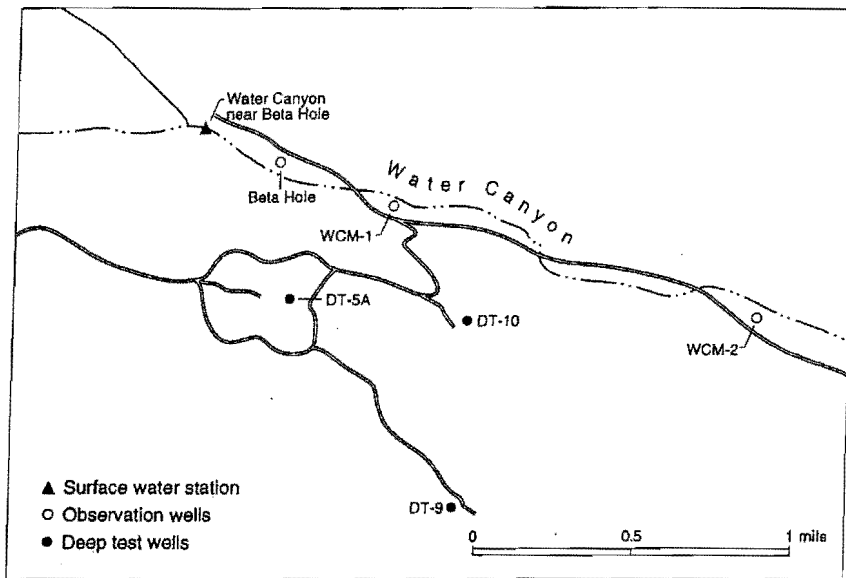 Water Canyon
near Beta Hole
Water Canyon
Beta Hole
WCM-1
DT-5A
DT-10
WCM-2
DT-9
▲ Surface water station
○ Observation wells
● Deep test wells
0 0.5 1 mile